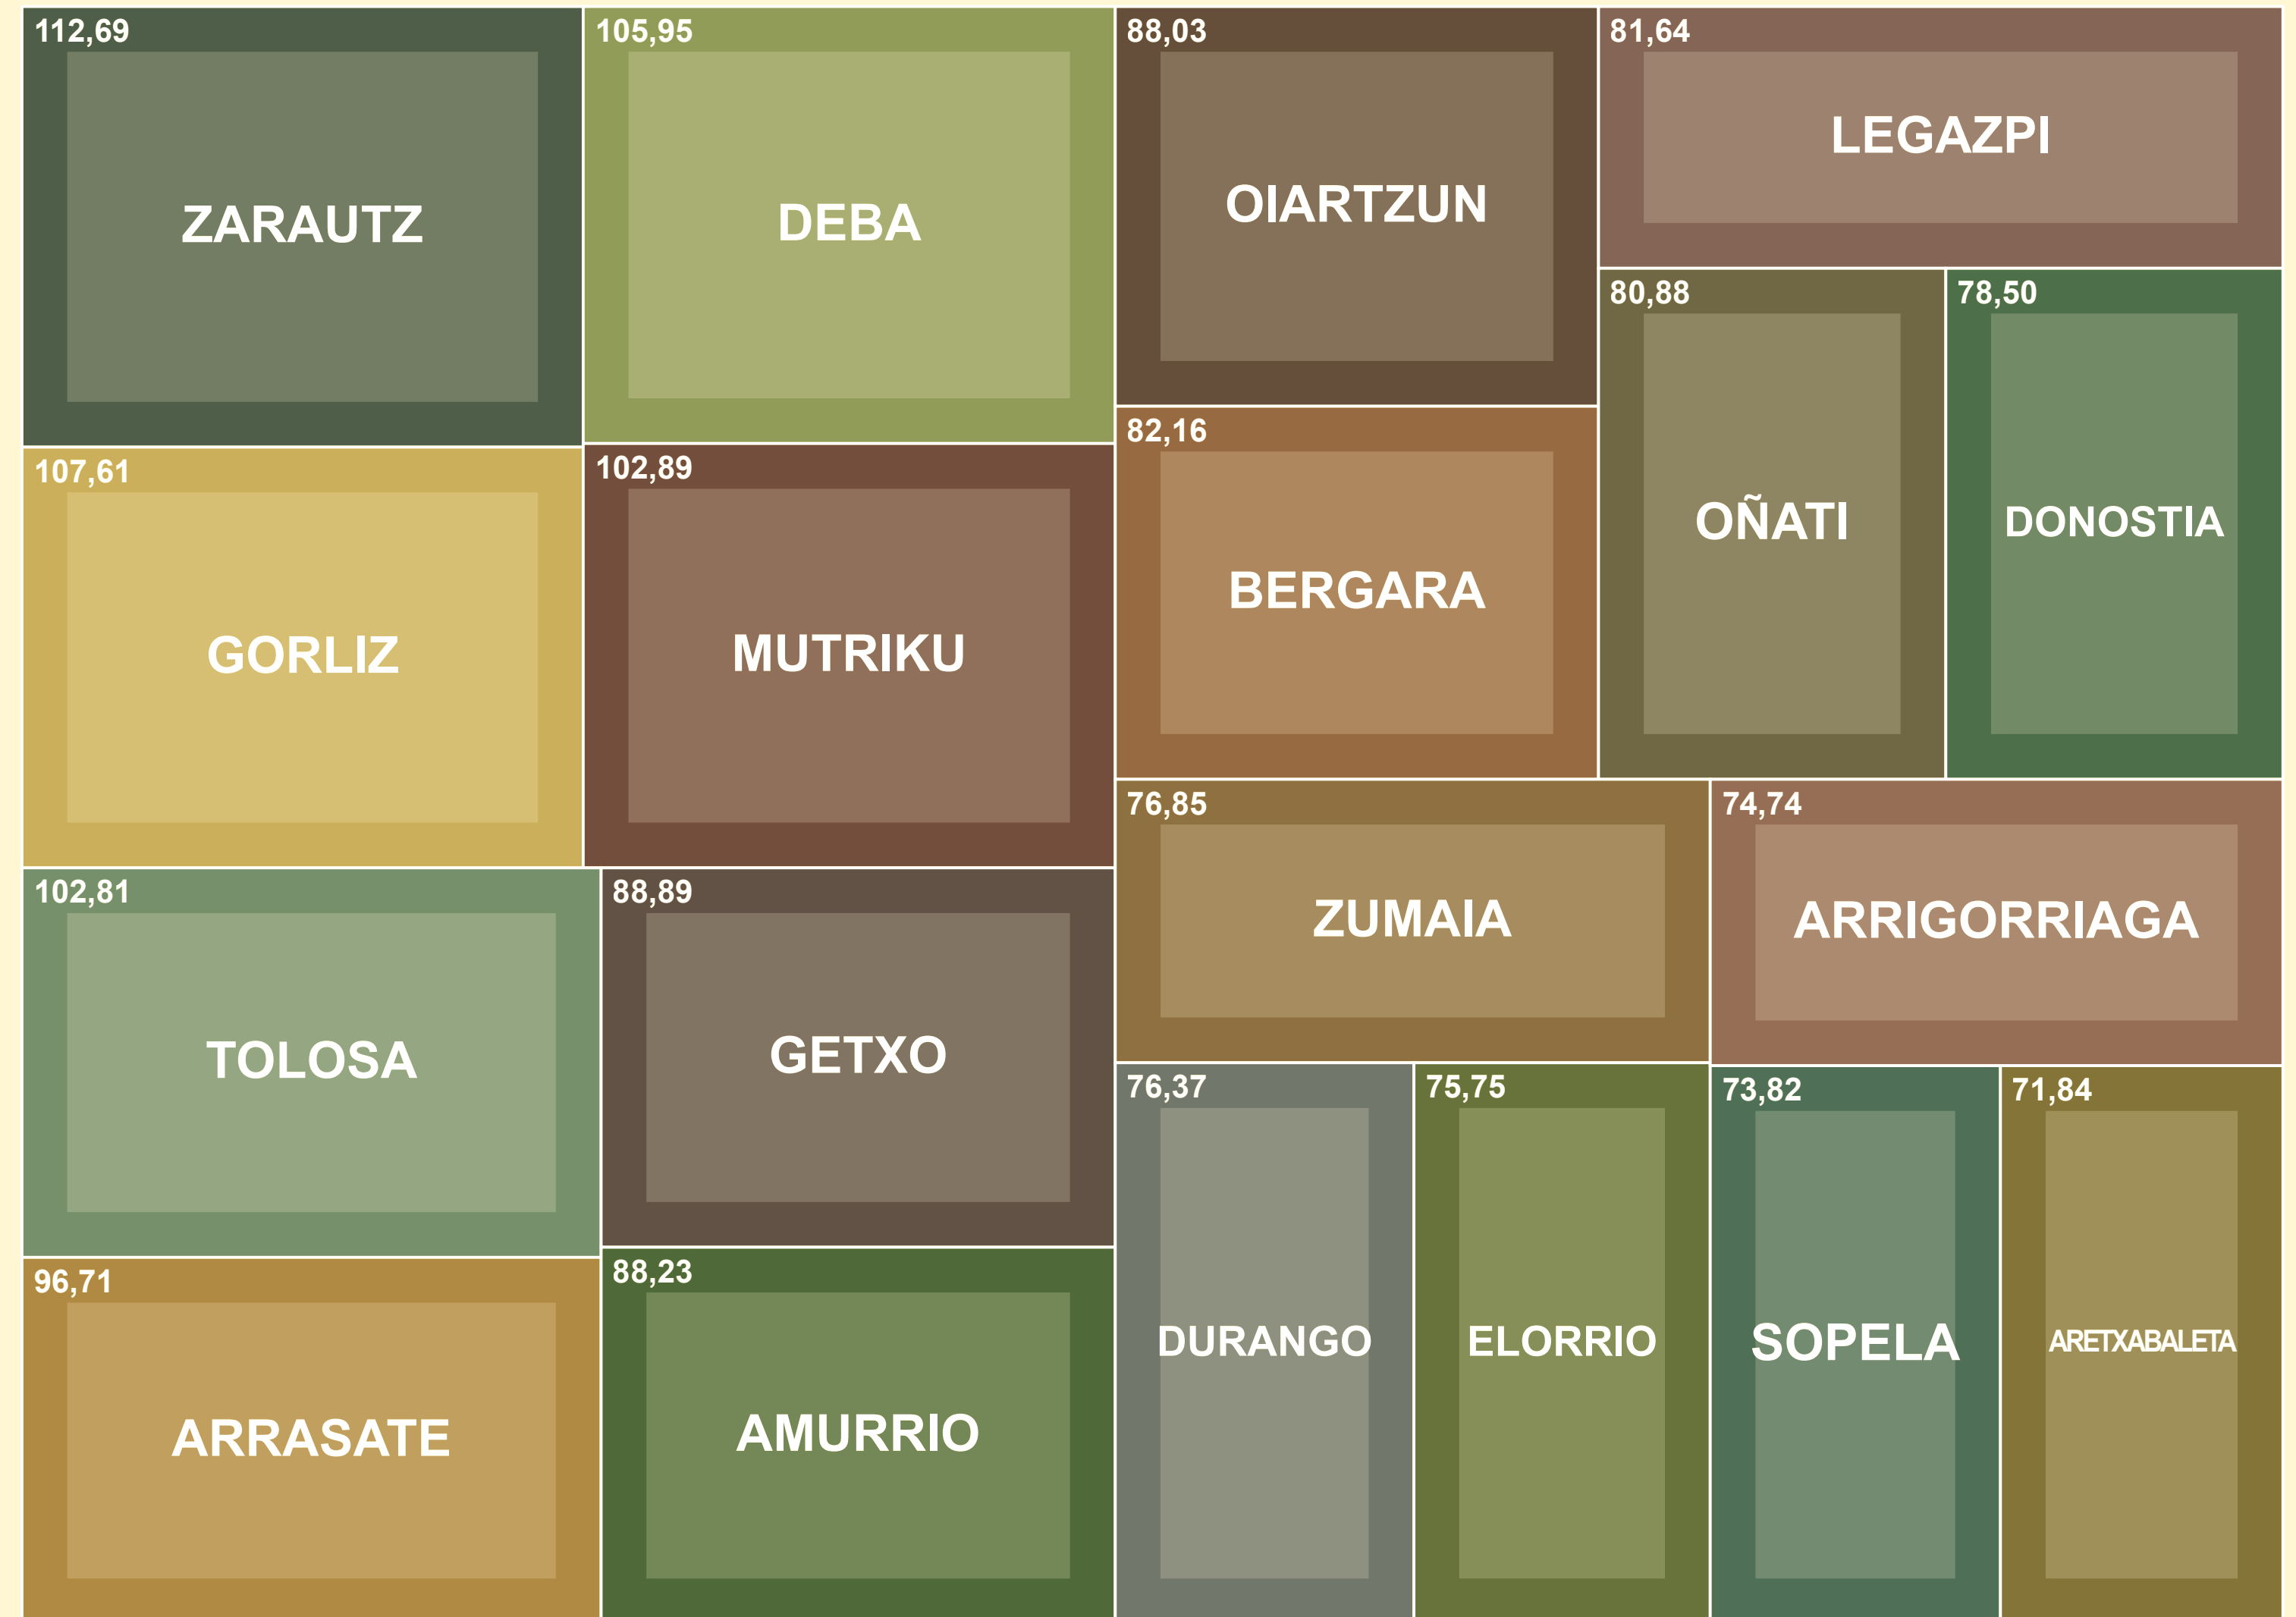 112,69
ZARAUTZ
105,95
DEBA
88,03
OIARTZUN
81,64
LEGAZPI
80,88
OÑATI
78,50
DONOSTIA
107,61
GORLIZ
102,89
MUTRIKU
82,16
BERGARA
76,85
ZUMAIA
74,74
ARRIGORRIAGA
102,81
TOLOSA
88,89
GETXO
76,37
DURANGO
75,75
ELORRIO
73,82
SOPELA
71,84
ARETXABALETA
96,71
ARRASATE
88,23
AMURRIO